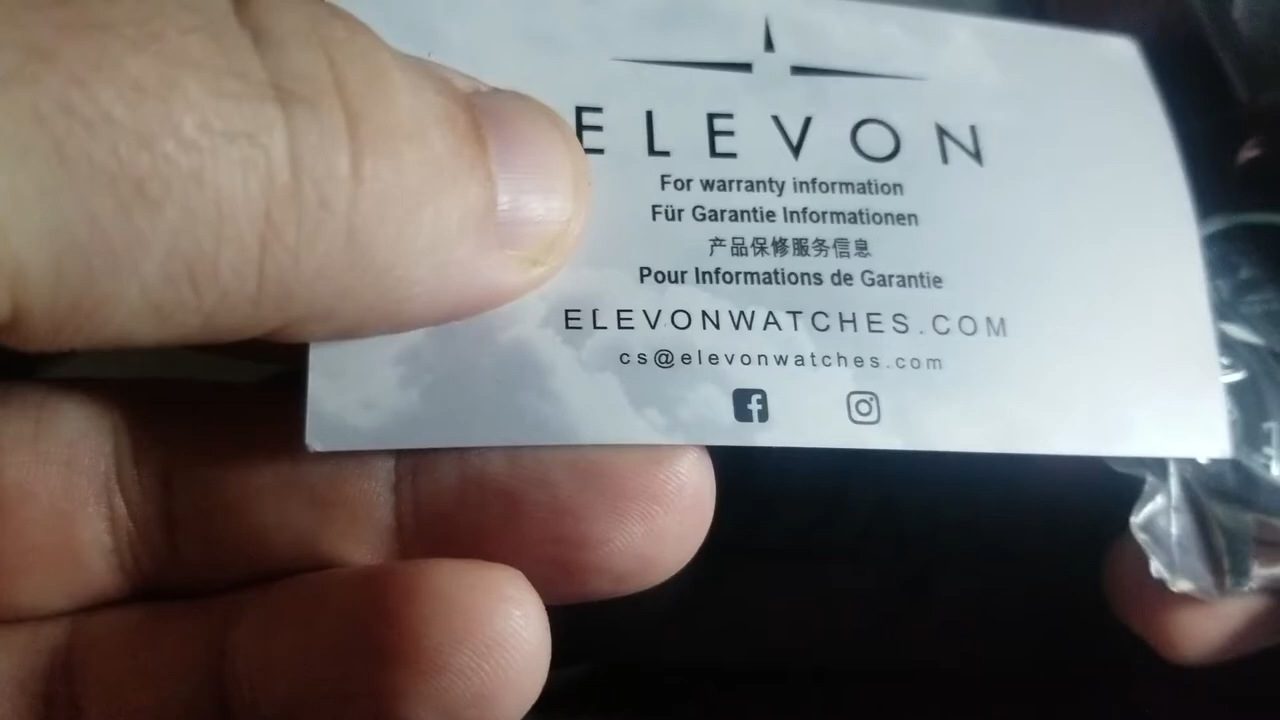 ELEVON
For warranty information
Für Garantie Informationen
产品保修服务信息
Pour Informations de Garantie
ELEVONWATCHES.COM
cs@elevonwatches.com